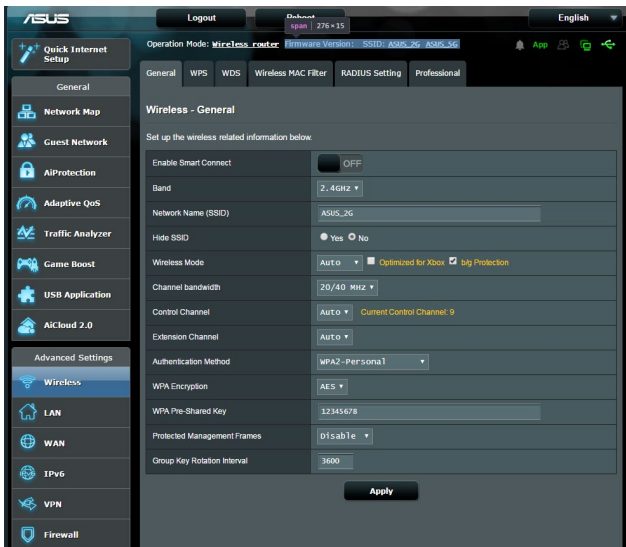 ASUS
Logout
Reboot
English
span 276×15
Operation Mode: Wireless router Firmware Version: SSID: ASUS_2G ASUS_5G
App
Quick Internet
Setup
General
Network Map
Guest Network
AiProtection
Adaptive QoS
Traffic Analyzer
Game Boost
USB Application
AiCloud 2.0
Advanced Settings
Wireless
LAN
WAN
IPv6
VPN
Firewall
General WPS WDS Wireless MAC Filter RADIUS Setting Professional
Wireless - General
Set up the wireless related information below.
Enable Smart Connect OFF
Band 2.4GHz
Network Name (SSID) ASUS_2G
Hide SSID Yes No
Wireless Mode Auto Optimized for Xbox b/g Protection
Channel bandwidth 20/40 MHz
Control Channel Auto Current Control Channel: 9
Extension Channel Auto
Authentication Method WPA2-Personal
WPA Encryption AES
WPA Pre-Shared Key 12345678
Protected Management Frames Disable
Group Key Rotation Interval 3600
Apply